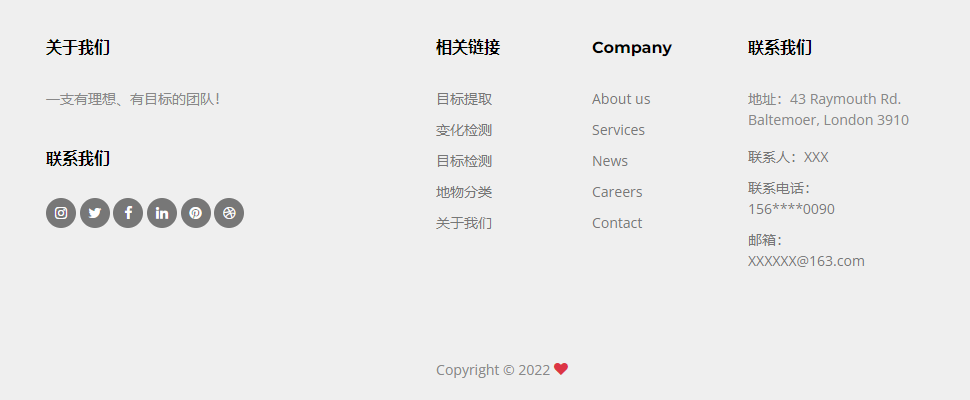 关于我们
一支有理想、有目标的团队！
联系我们
相关链接
目标提取
变化检测
目标检测
地物分类
关于我们
Company
About us
Services
News
Careers
Contact
联系我们
地址：43 Raymouth Rd.
Baltemoer, London 3910
联系人：XXX
联系电话：
156****0090
邮箱：
XXXXXX@163.com
Copyright © 2022